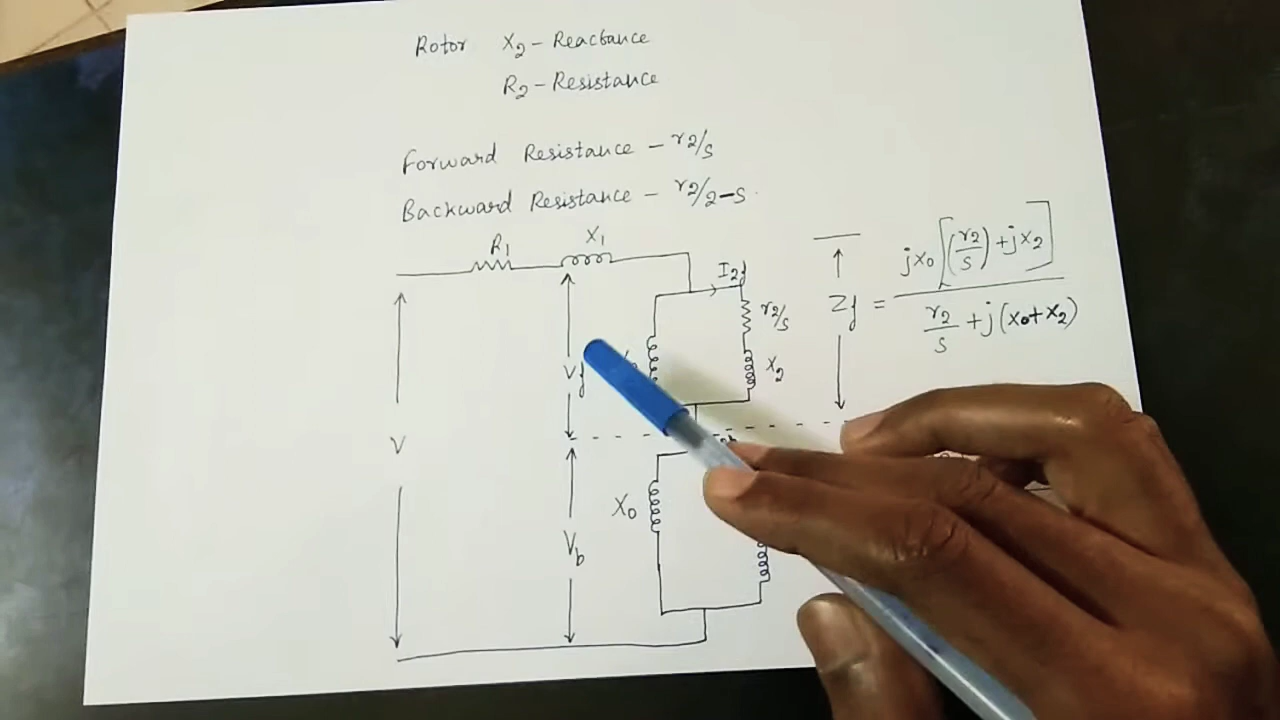 Rotor X2 - Reactance
R2 - Resistance
Forward Resistance - r2/s
Backward Resistance - r2/2-s
R1 X1
I2f
r2/s
X2
V
Vf
Zf = jx0[(r2/s)+jx2] / r2/s + j(x0+x2)
X0
Vb